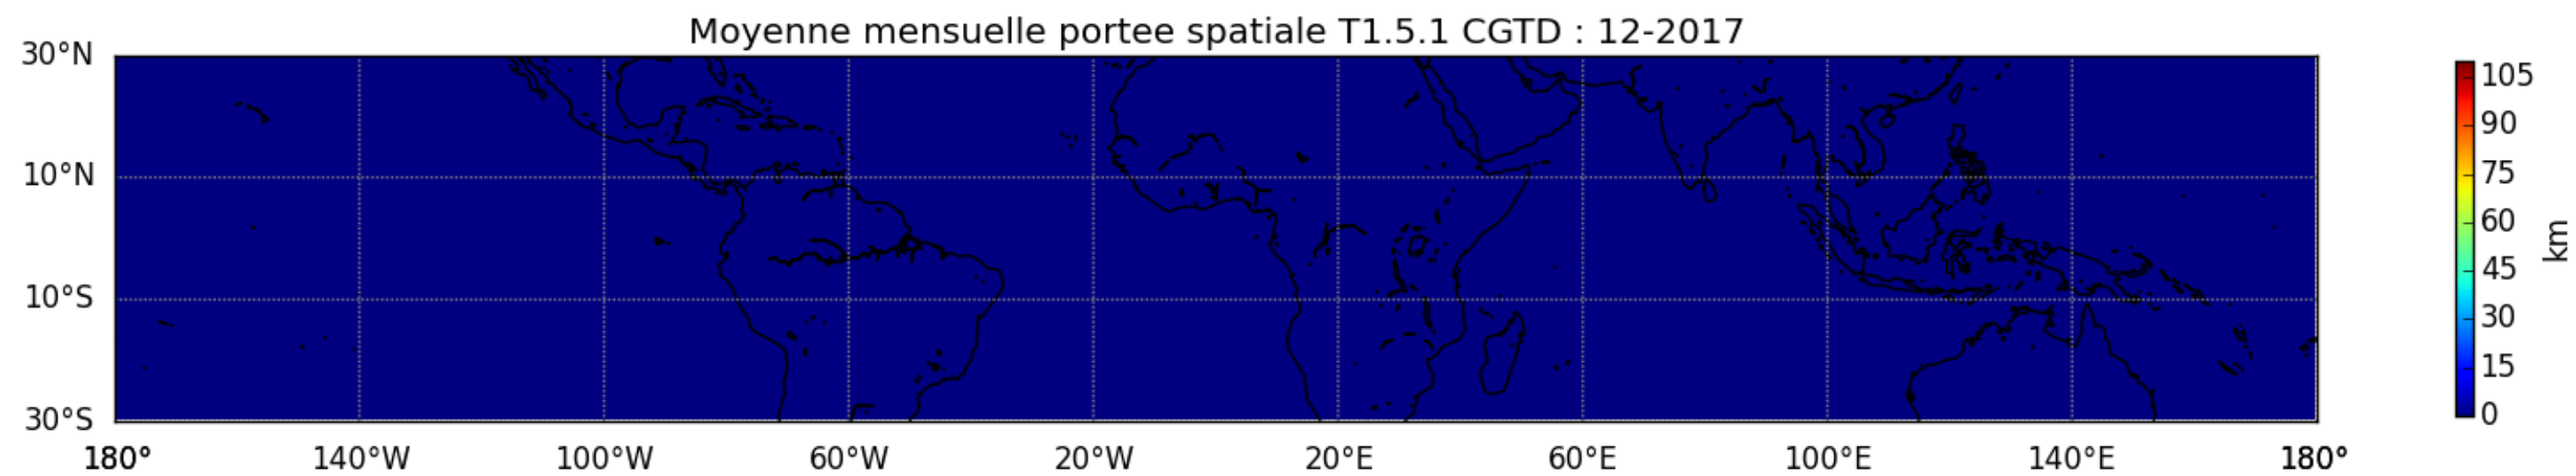 Moyenne mensuelle portee spatiale T1.5.1 CGTD : 12-2017
30°N
10°N
10°S
30°S
180° 140°W 100°W 60°W 20°W 20°E 60°E 100°E 140°E 180°
105
90
75
60
45
30
15
0
km